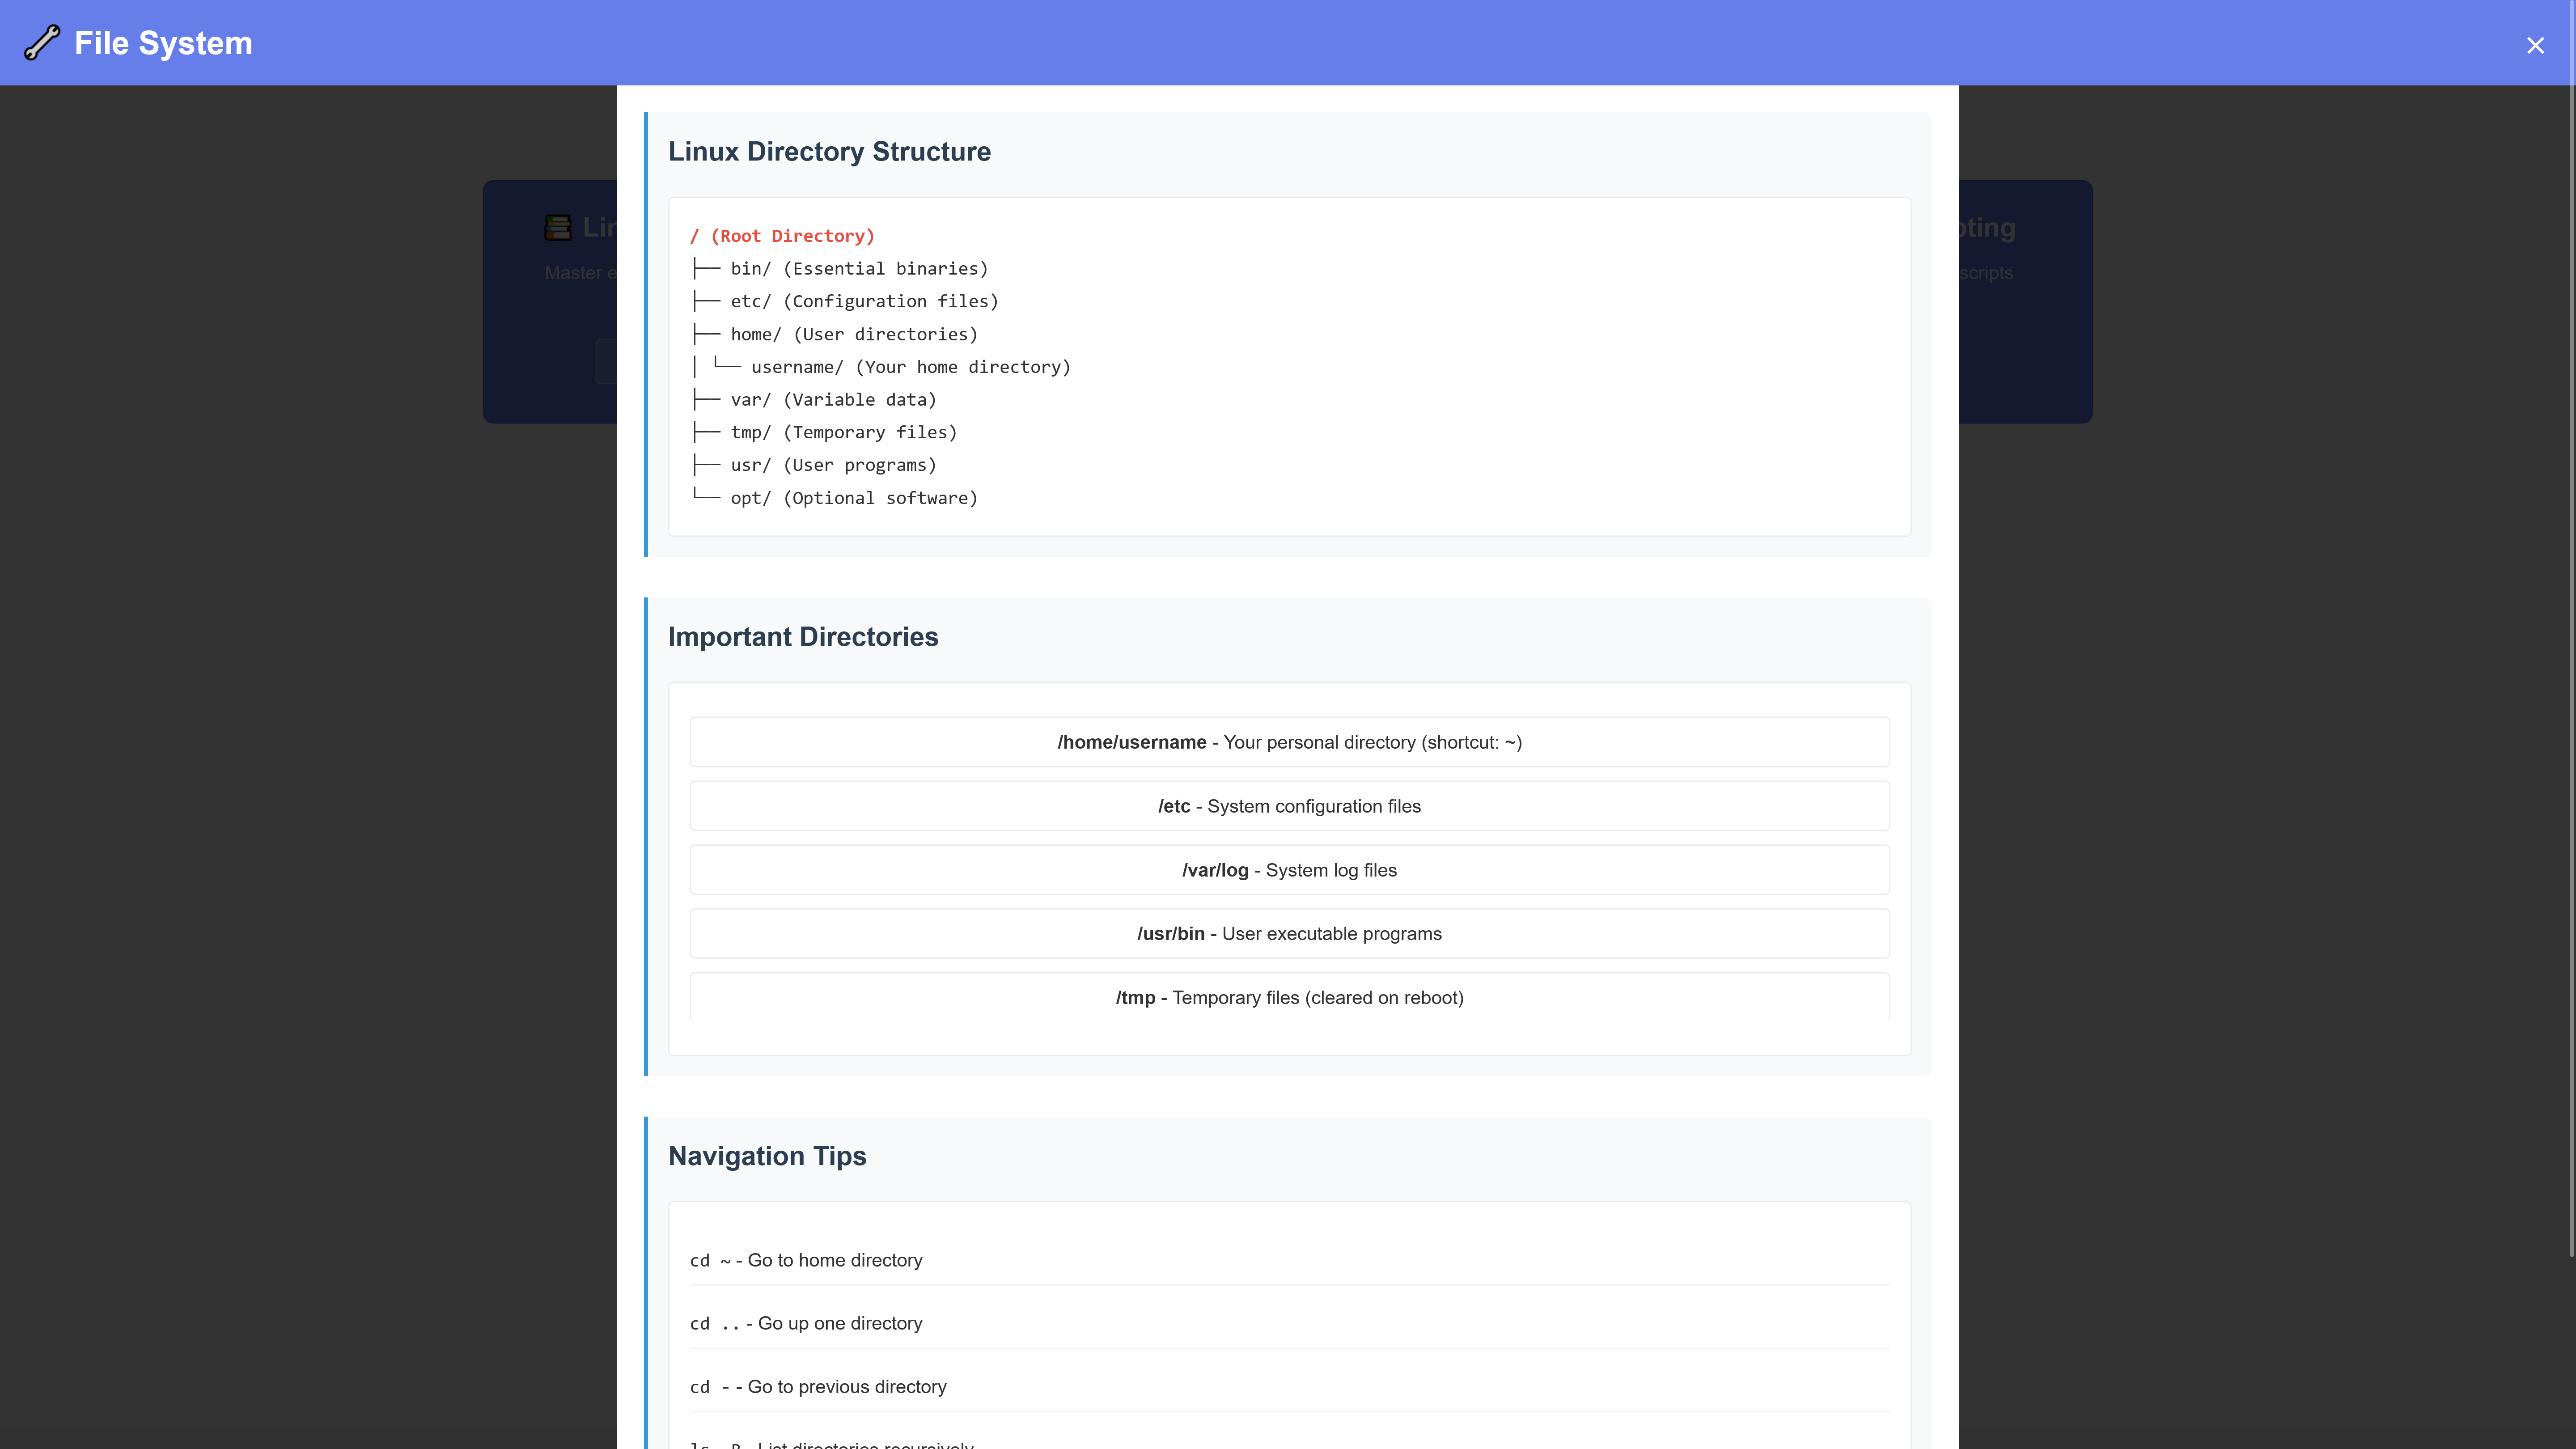 File System
×
Linux Directory Structure
/ (Root Directory)
├── bin/ (Essential binaries)
├── etc/ (Configuration files)
├── home/ (User directories)
│ └── username/ (Your home directory)
├── var/ (Variable data)
├── tmp/ (Temporary files)
├── usr/ (User programs)
└── opt/ (Optional software)
Important Directories
/home/username - Your personal directory (shortcut: ~)
/etc - System configuration files
/var/log - System log files
/usr/bin - User executable programs
/tmp - Temporary files (cleared on reboot)
Navigation Tips
cd ~ - Go to home directory
cd .. - Go up one directory
cd - - Go to previous directory
ls -R - List directories recursively
Master
scripts